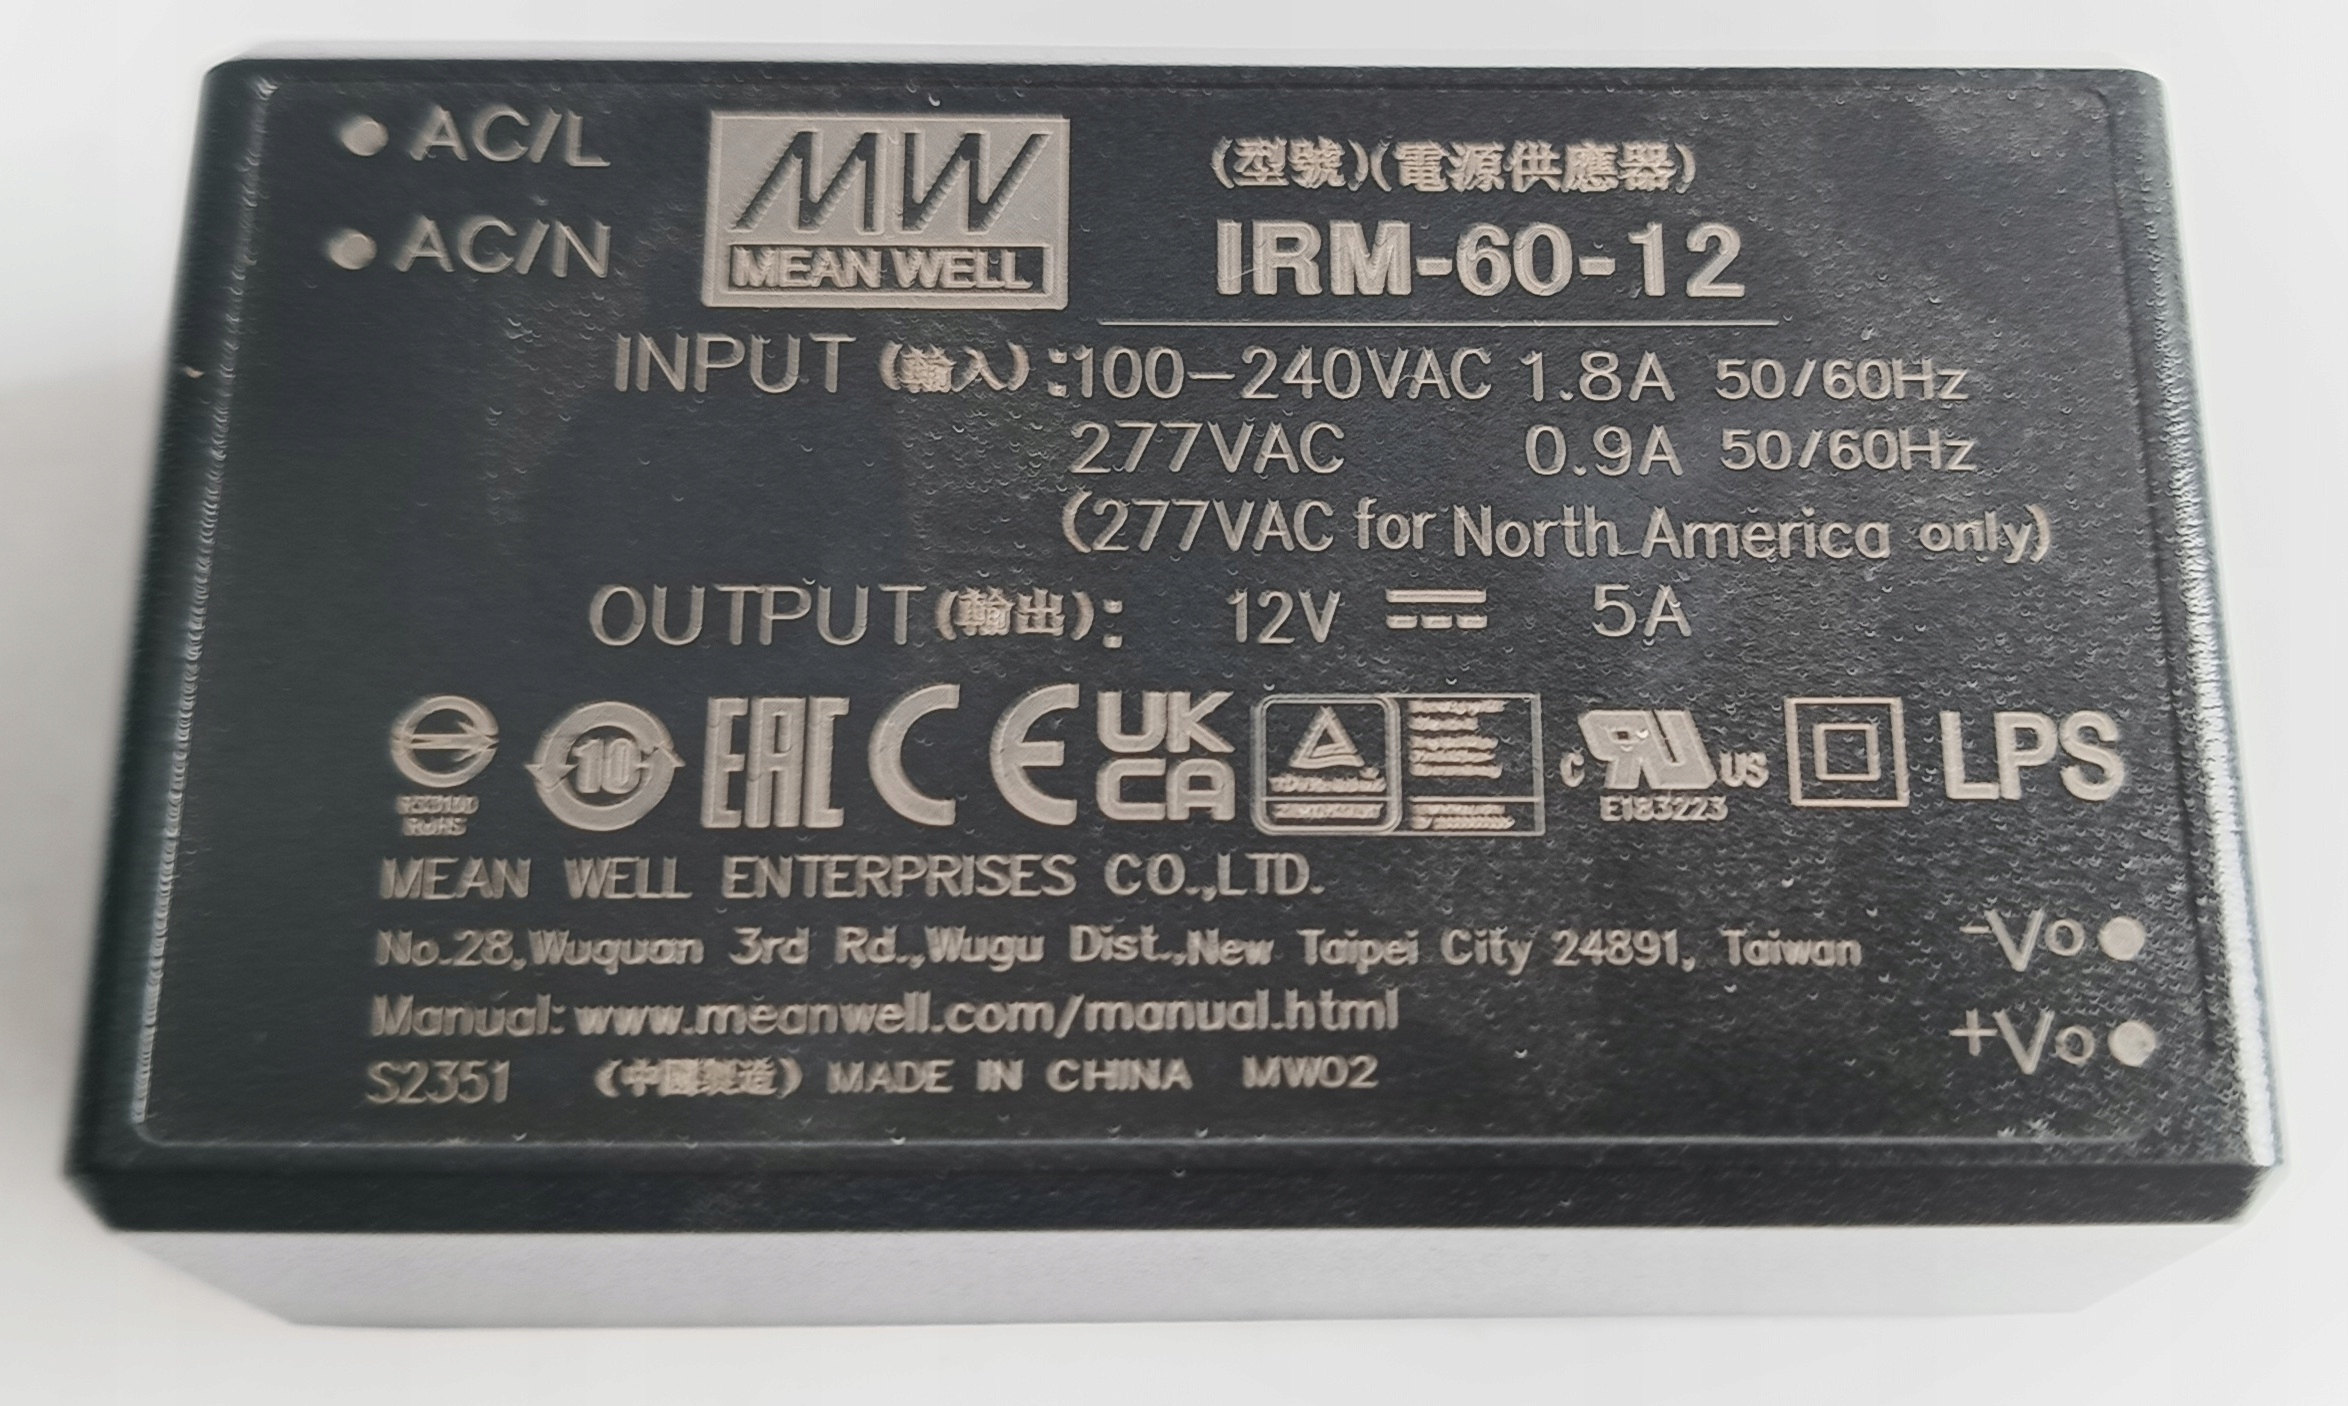 AC/L
AC/N
MW
MEAN WELL
(型號)(電源供應器)
IRM-60-12
INPUT (輸入):100-240VAC 1.8A 50/60Hz
277VAC 0.9A 50/60Hz
(277VAC for North America only)
OUTPUT(輸出): 12V ⎓ 5A
RoHS
10
EAC
CE
UK
CA
c RU US
E183223
LPS
MEAN WELL ENTERPRISES CO.,LTD.
No.28,Wuquan 3rd Rd.,Wugu Dist.,New Taipei City 24891, Taiwan
Manual: www.meanwell.com/manual.html
S2351 (中國製造) MADE IN CHINA MW02
-Vo
+Vo